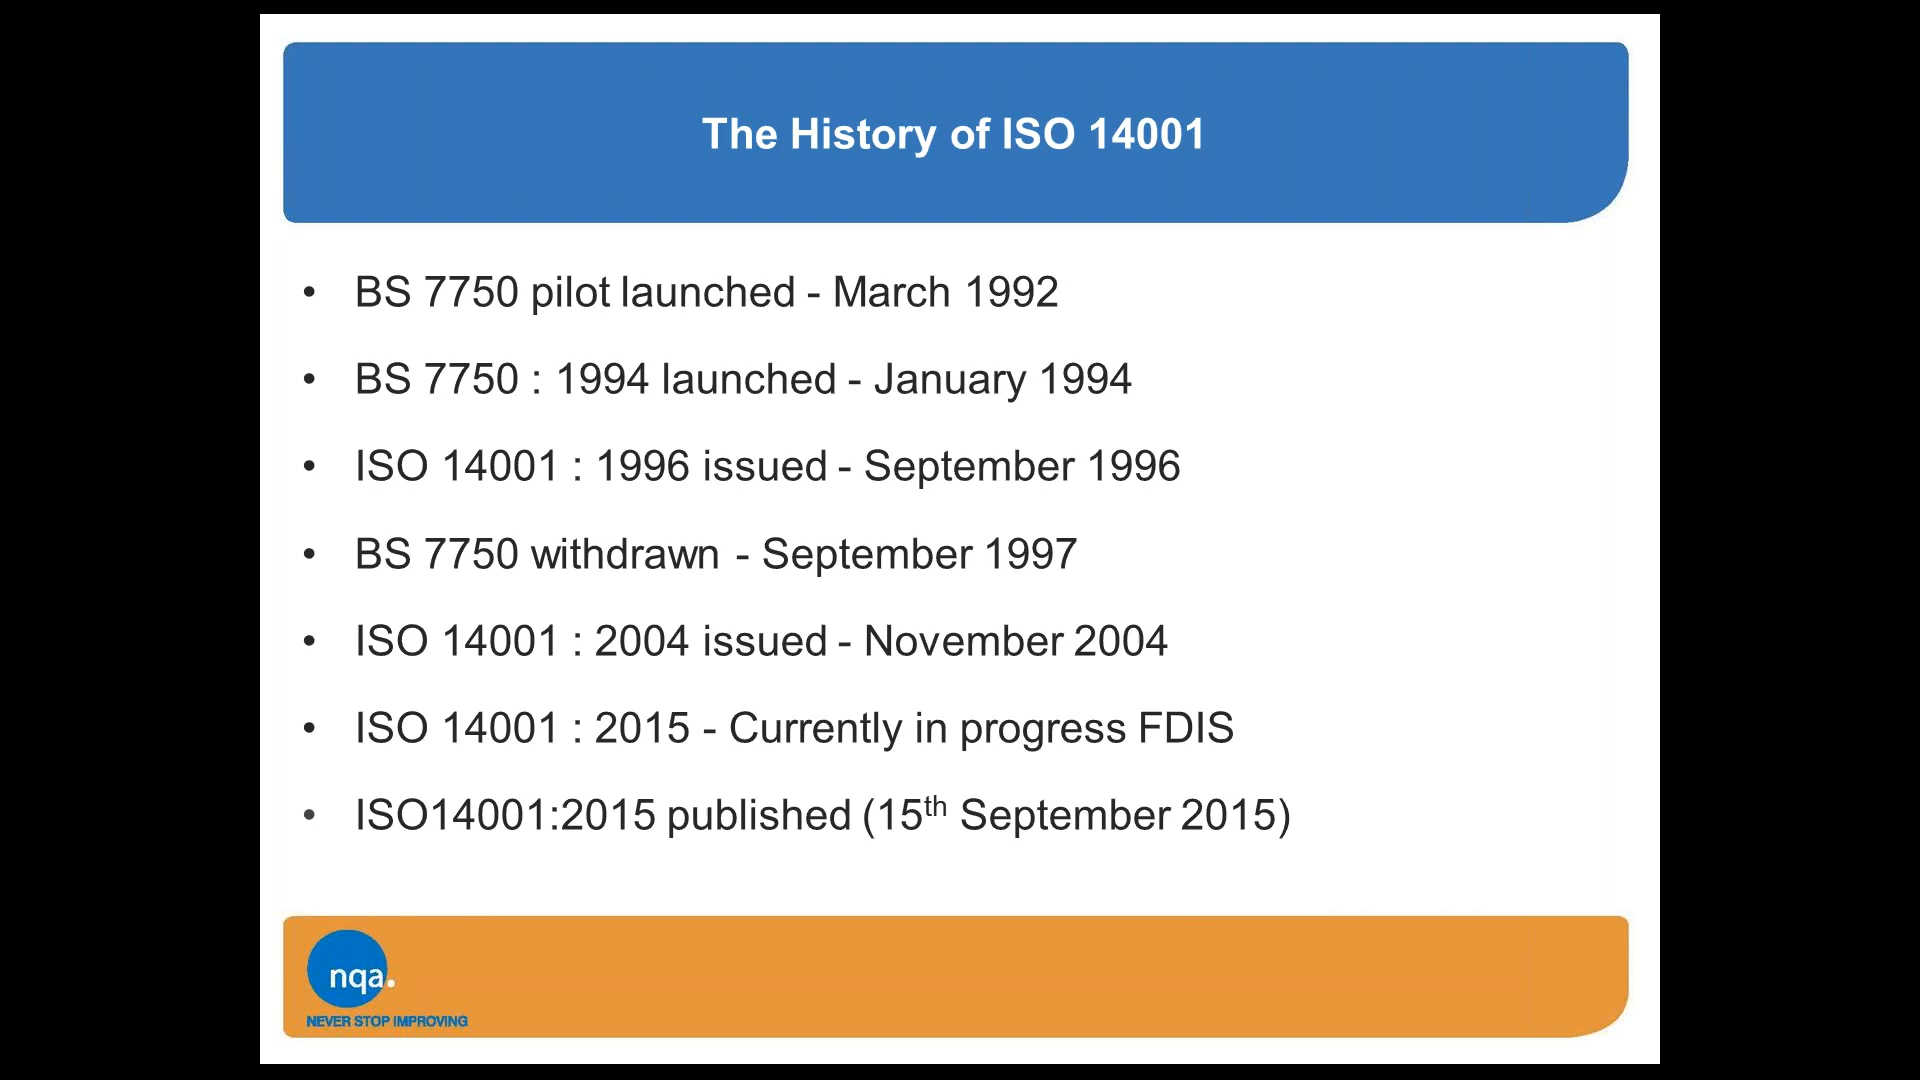 The History of ISO 14001
• BS 7750 pilot launched - March 1992
• BS 7750 : 1994 launched - January 1994
• ISO 14001 : 1996 issued - September 1996
• BS 7750 withdrawn - September 1997
• ISO 14001 : 2004 issued - November 2004
• ISO 14001 : 2015 - Currently in progress FDIS
• ISO14001:2015 published (15th September 2015)
nqa.
NEVER STOP IMPROVING